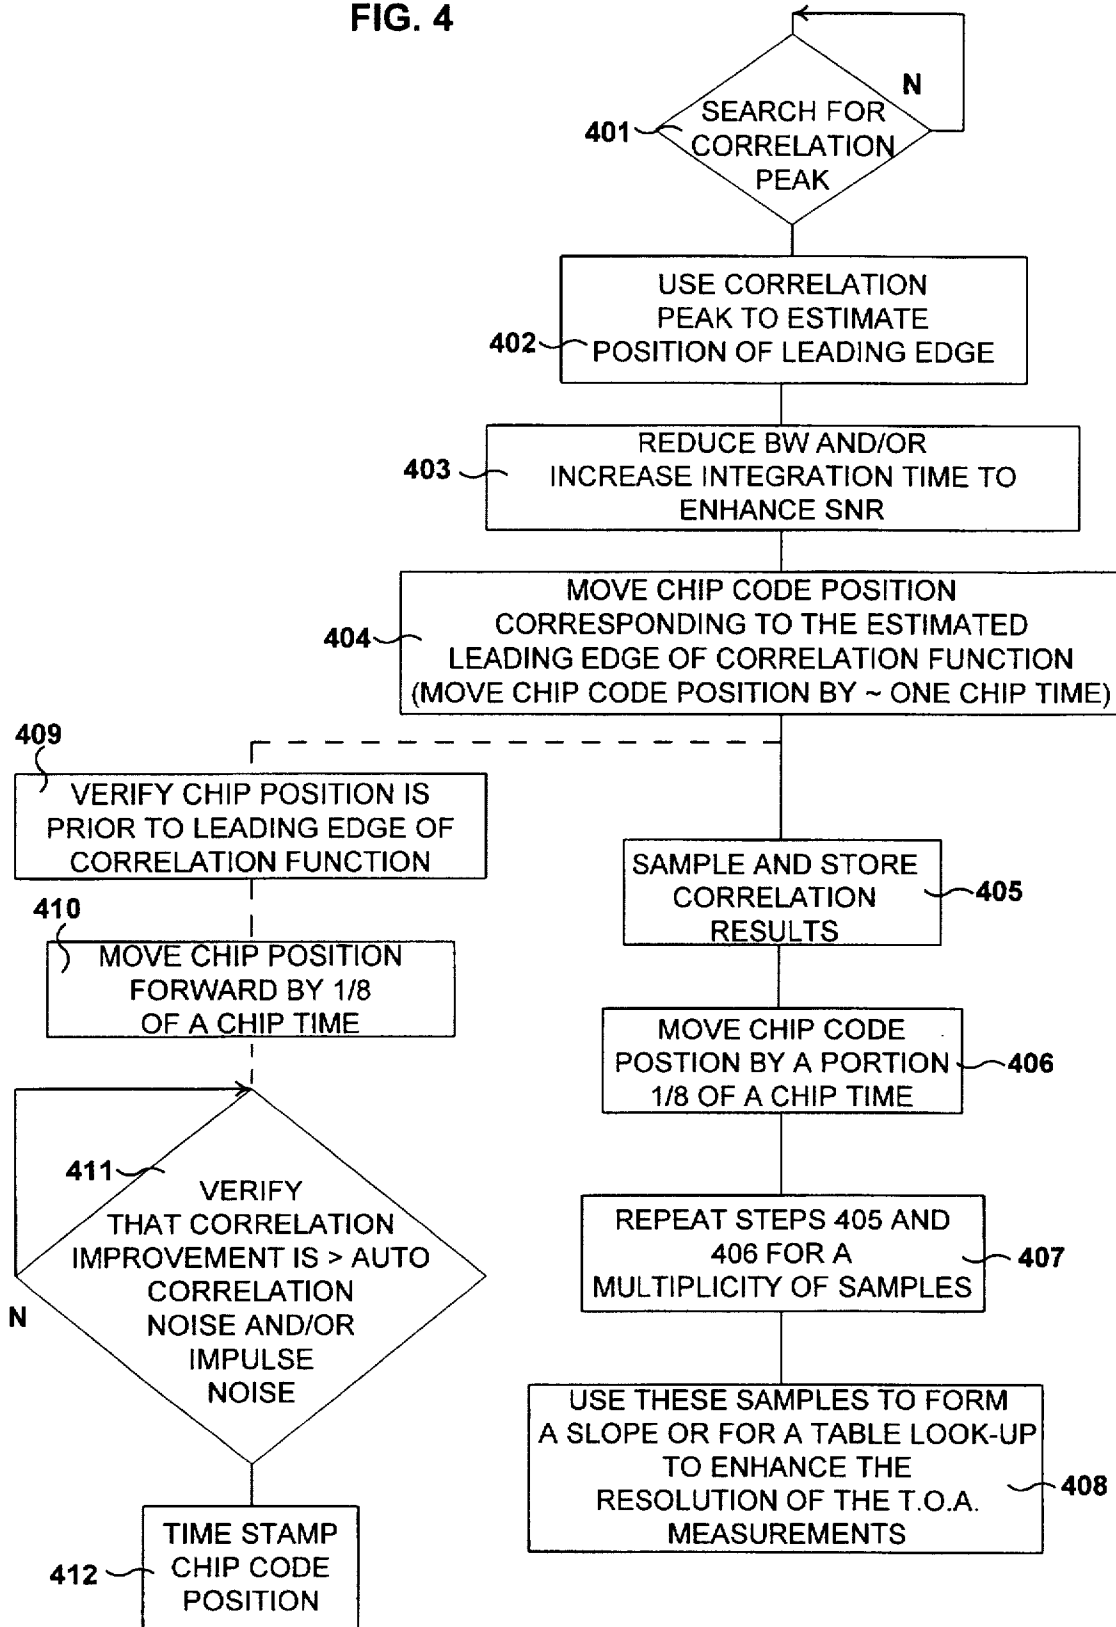 FIG. 4
N
401
SEARCH FOR
CORRELATION
PEAK
402
USE CORRELATION
PEAK TO ESTIMATE
POSITION OF LEADING EDGE
403
REDUCE BW AND/OR
INCREASE INTEGRATION TIME TO
ENHANCE SNR
404
MOVE CHIP CODE POSITION
CORRESPONDING TO THE ESTIMATED
LEADING EDGE OF CORRELATION FUNCTION
(MOVE CHIP CODE POSITION BY ~ ONE CHIP TIME)
409
VERIFY CHIP POSITION IS
PRIOR TO LEADING EDGE OF
CORRELATION FUNCTION
410
MOVE CHIP POSITION
FORWARD BY 1/8
OF A CHIP TIME
411
VERIFY
THAT CORRELATION
IMPROVEMENT IS > AUTO
CORRELATION
NOISE AND/OR
IMPULSE
NOISE
N
412
TIME STAMP
CHIP CODE
POSITION
SAMPLE AND STORE
CORRELATION
RESULTS
405
MOVE CHIP CODE
POSTION BY A PORTION
1/8 OF A CHIP TIME
406
REPEAT STEPS 405 AND
406 FOR A
MULTIPLICITY OF SAMPLES
407
USE THESE SAMPLES TO FORM
A SLOPE OR FOR A TABLE LOOK-UP
TO ENHANCE THE
RESOLUTION OF THE T.O.A.
MEASUREMENTS
408